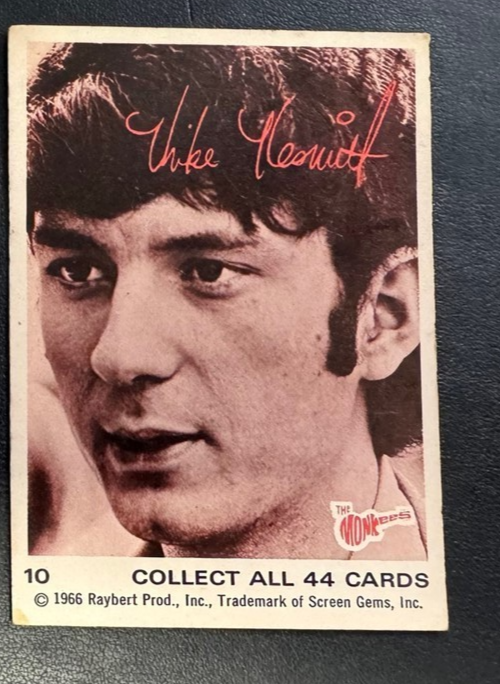 Mike Nesmith
THE
MONKEES
10 COLLECT ALL 44 CARDS
© 1966 Raybert Prod., Inc., Trademark of Screen Gems, Inc.